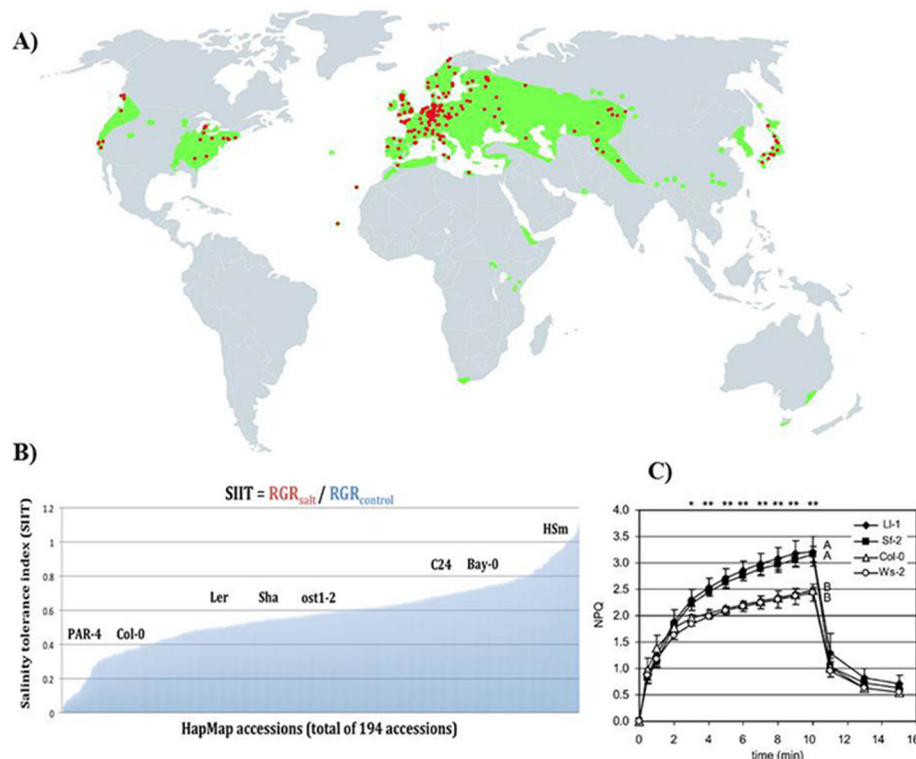 A)
B)
SIIT = RGRsalt / RGRcontrol
Salinity tolerance index (SIIT)
1.2
1
0.8
0.6
0.4
0.2
0
PAR-4
Col-0
Ler
Sha
ost1-2
C24
Bay-0
HSm
HapMap accessions (total of 194 accessions)
C)
* ** ** ** ** ** ** **
NPQ
4.0
3.5
3.0
2.5
2.0
1.5
1.0
0.5
0.0
Ll-1
Sf-2
Col-0
Ws-2
A
A
B
B
0 2 4 6 8 10 12 14 16
time (min)